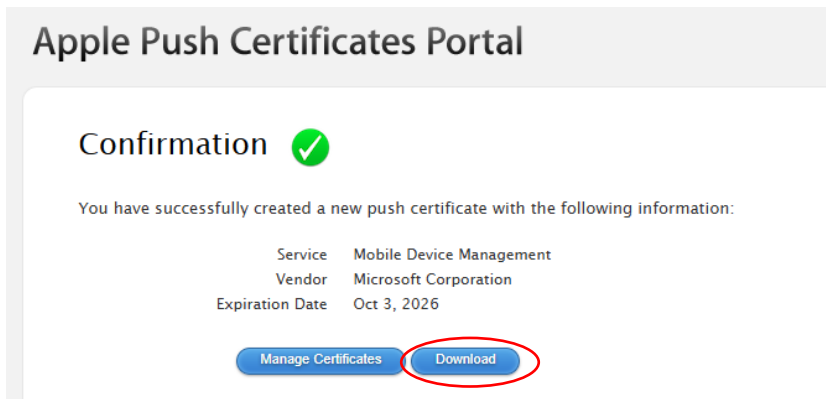 Apple Push Certificates Portal
Confirmation
You have successfully created a new push certificate with the following information:
Service Mobile Device Management
Vendor Microsoft Corporation
Expiration Date Oct 3, 2026
Manage Certificates Download